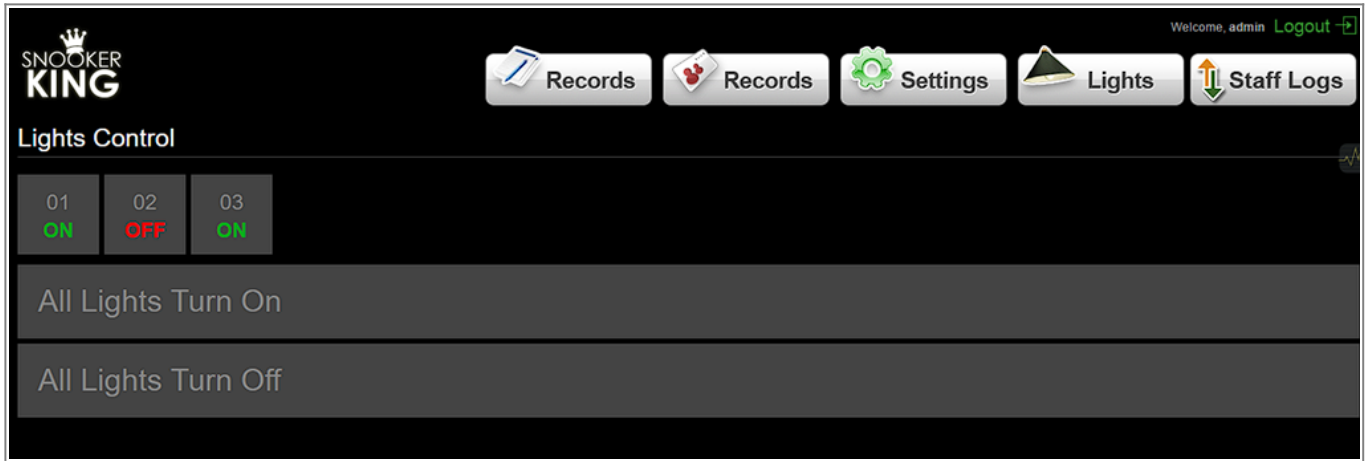 Welcome, admin Logout
SNOOKER
KING
Records
Records
Settings
Lights
Staff Logs
Lights Control
01
ON
02
OFF
03
ON
All Lights Turn On
All Lights Turn Off